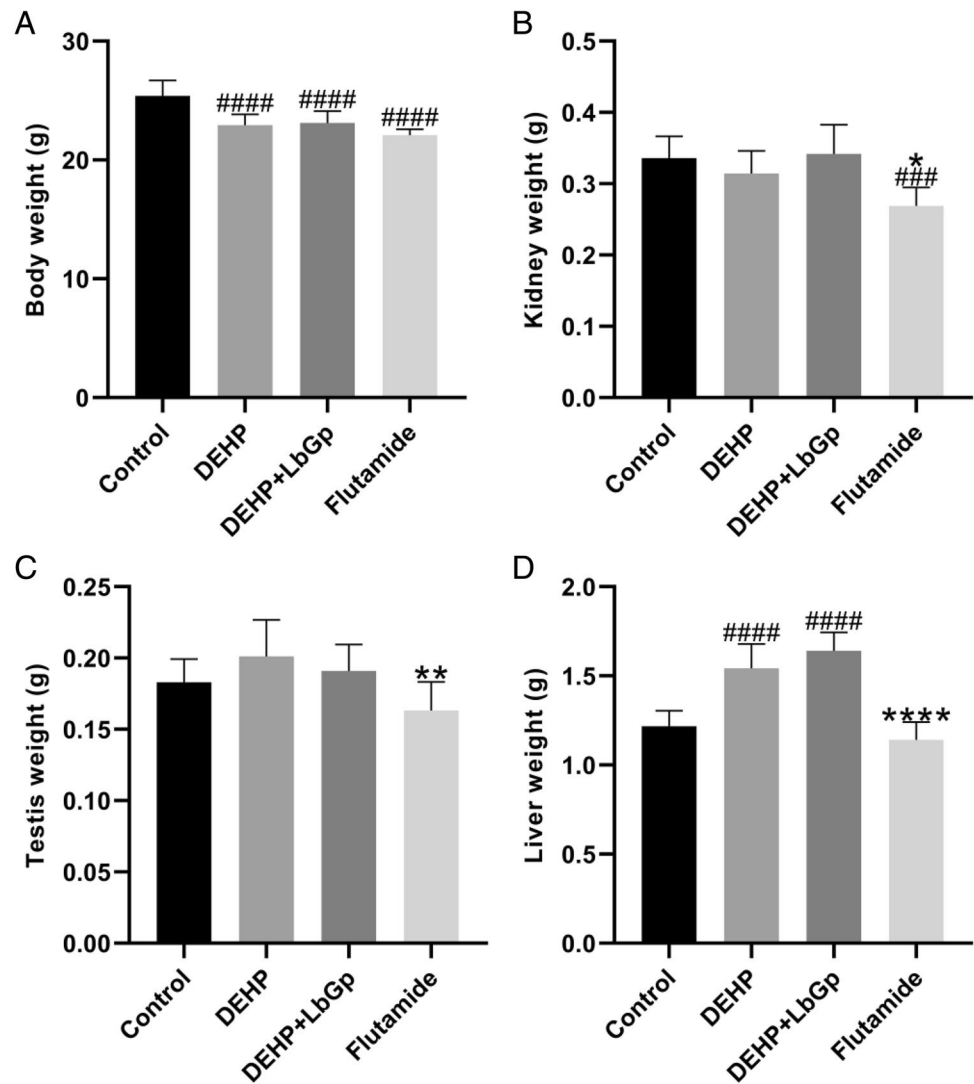 A
Body weight (g)
30
20
10
0
####
####
####
Control
DEHP
DEHP+LbGp
Flutamide
B
Kidney weight (g)
0.5
0.4
0.3
0.2
0.1
0.0
*
###
Control
DEHP
DEHP+LbGp
Flutamide
C
Testis weight (g)
0.25
0.20
0.15
0.10
0.05
0.00
**
Control
DEHP
DEHP+LbGp
Flutamide
D
Liver weight (g)
2.0
1.5
1.0
0.5
0.0
####
####
****
Control
DEHP
DEHP+LbGp
Flutamide